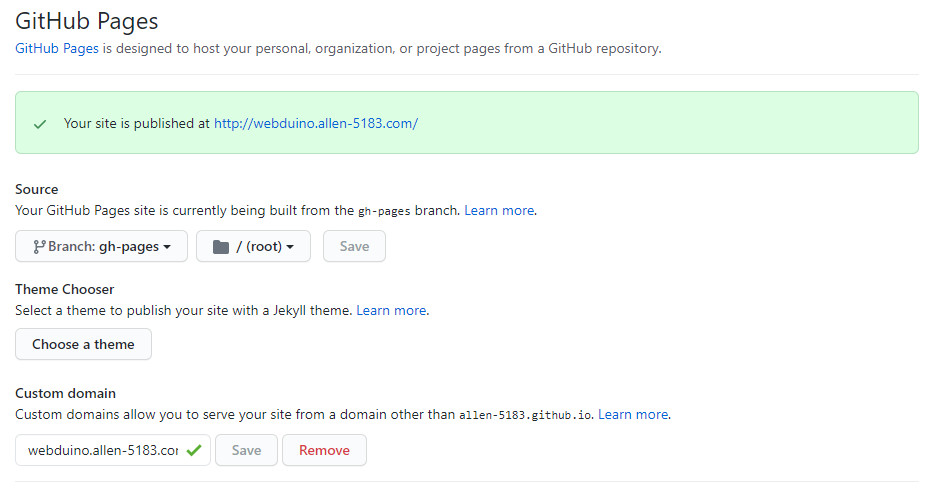 GitHub Pages
GitHub Pages is designed to host your personal, organization, or project pages from a GitHub repository.
Your site is published at http://webduino.allen-5183.com/
Source
Your GitHub Pages site is currently being built from the gh-pages branch. Learn more.
Branch: gh-pages / (root) Save
Theme Chooser
Select a theme to publish your site with a Jekyll theme. Learn more.
Choose a theme
Custom domain
Custom domains allow you to serve your site from a domain other than allen-5183.github.io. Learn more.
webduino.allen-5183.cor Save Remove